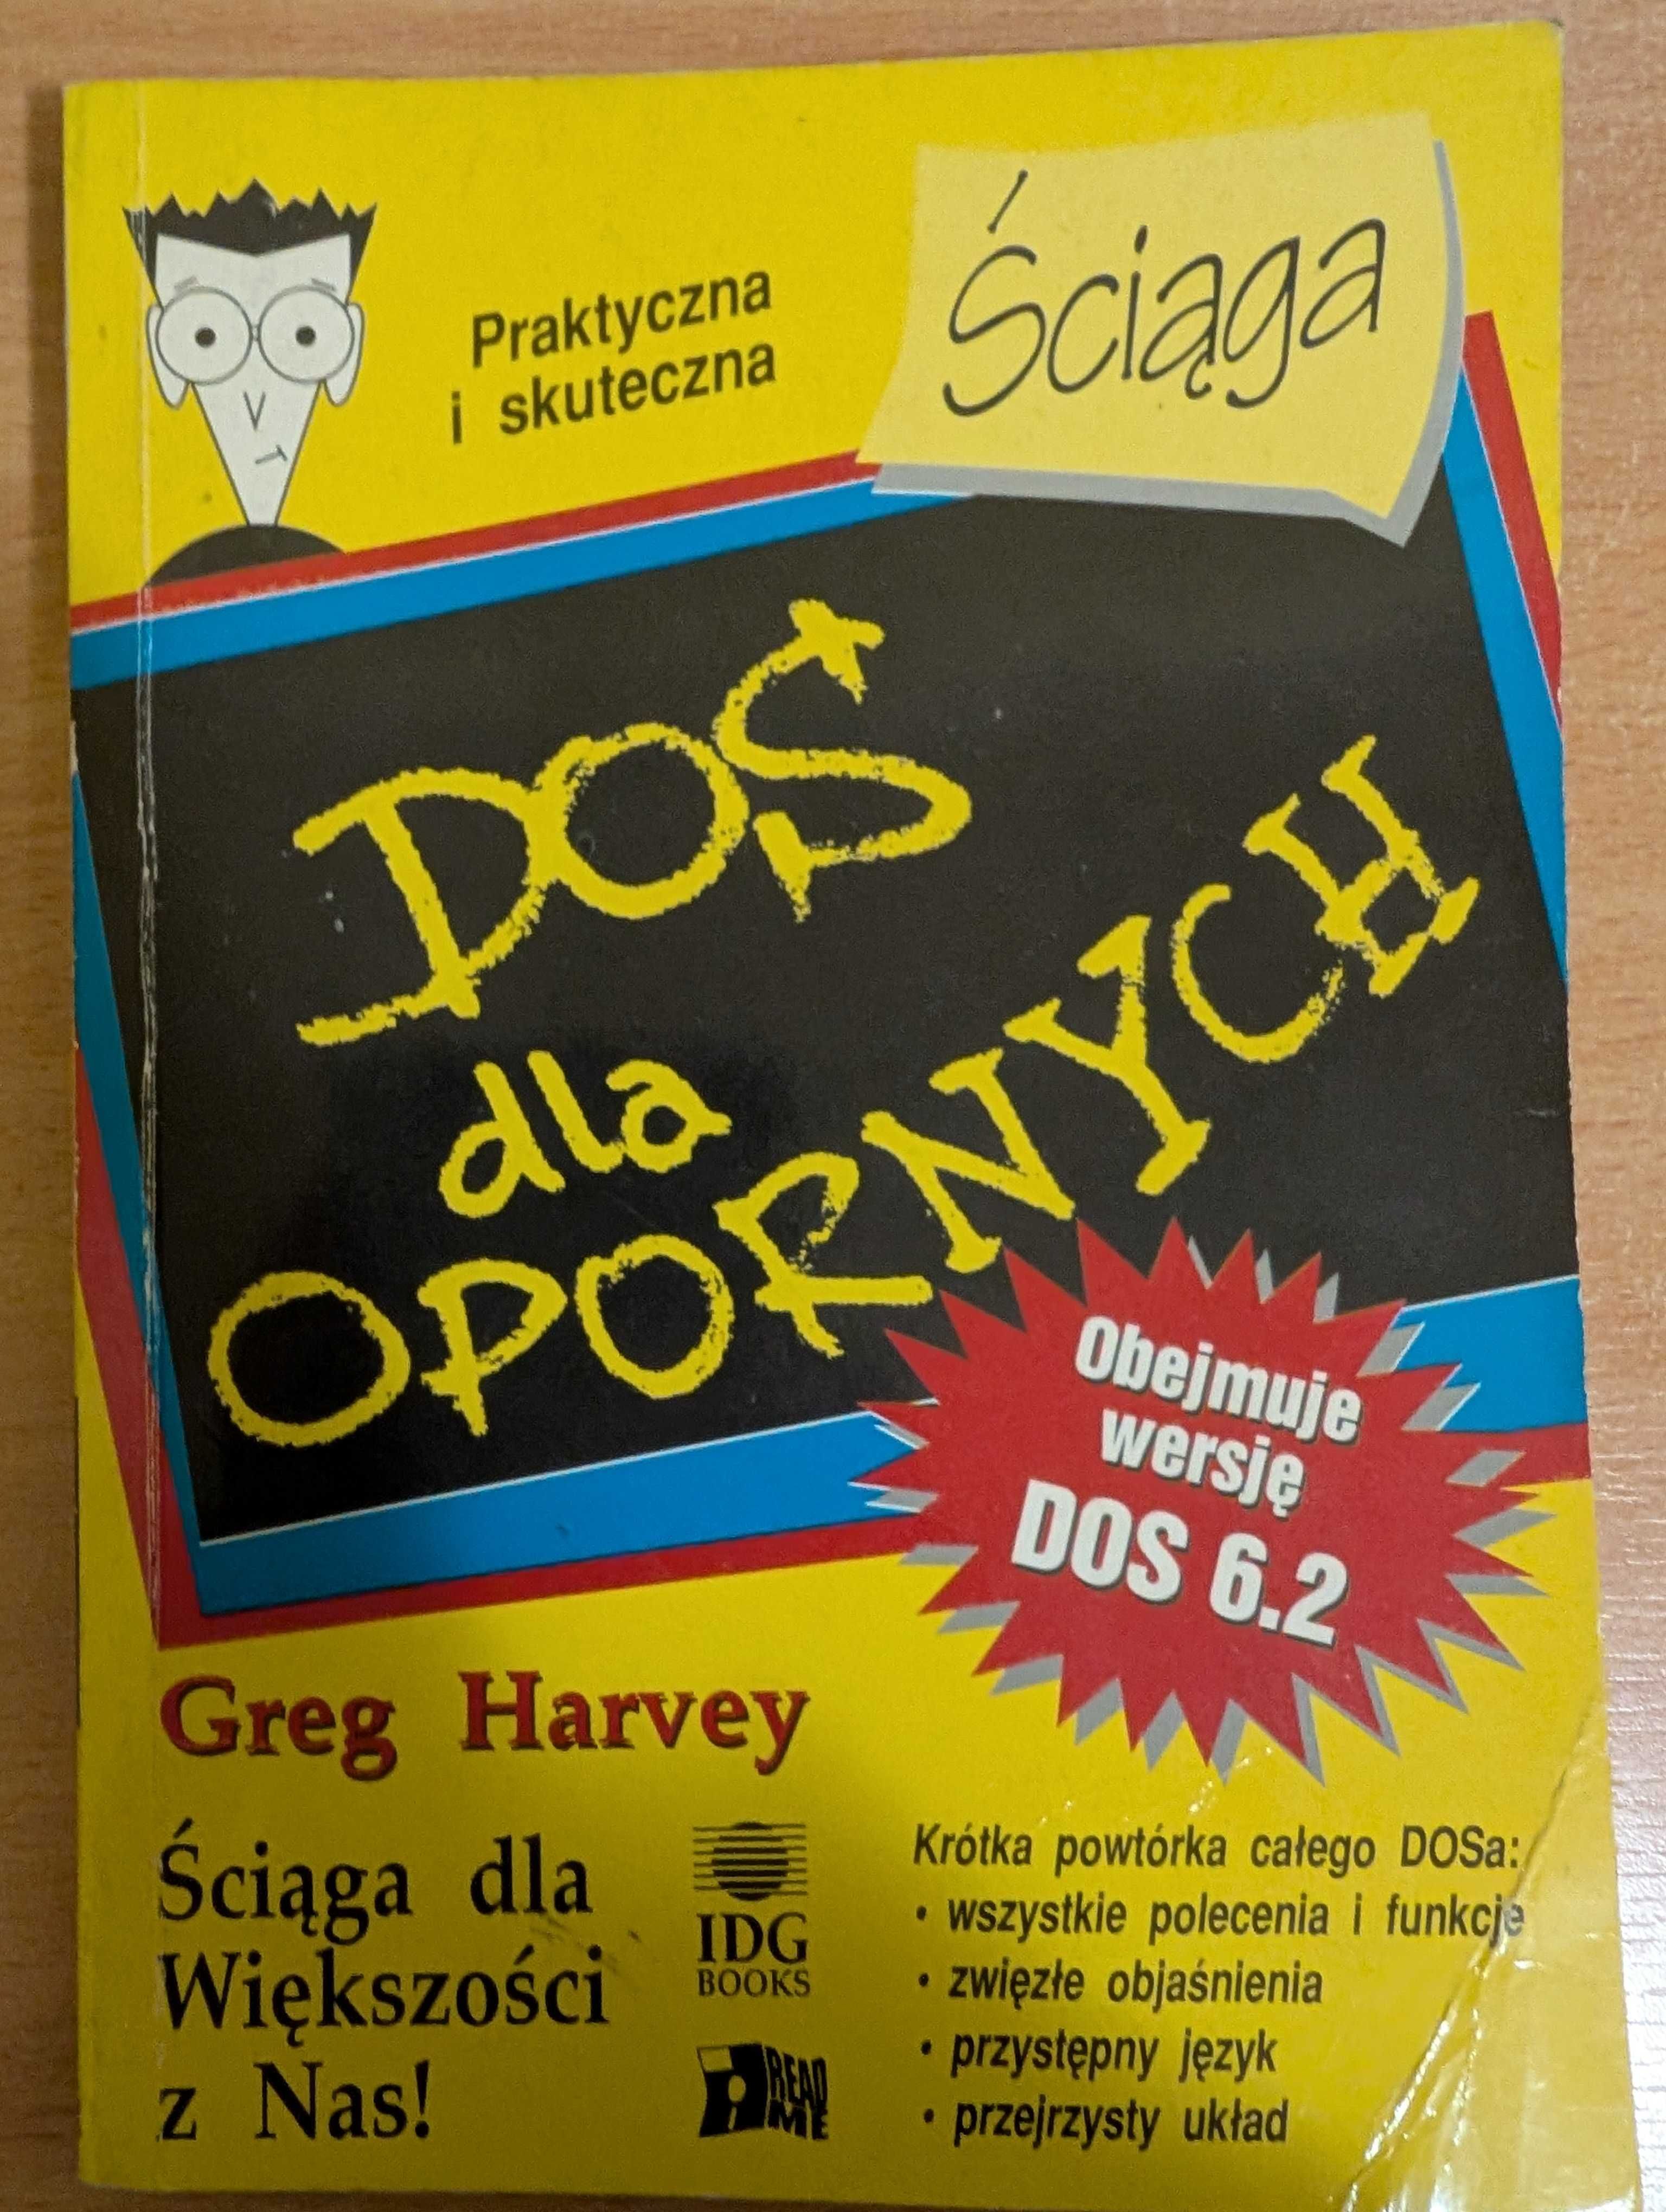 Praktyczna
i skuteczna
Ściąga
DOS
dla
OPORNYCH
Obejmuje
wersję
DOS 6.2
Greg Harvey
Ściąga dla
Większości
z Nas!
IDG
BOOKS
READ
ME
Krótka powtórka całego DOSa:
• wszystkie polecenia i funkcje
• zwięzłe objaśnienia
• przystępny język
• przejrzysty układ